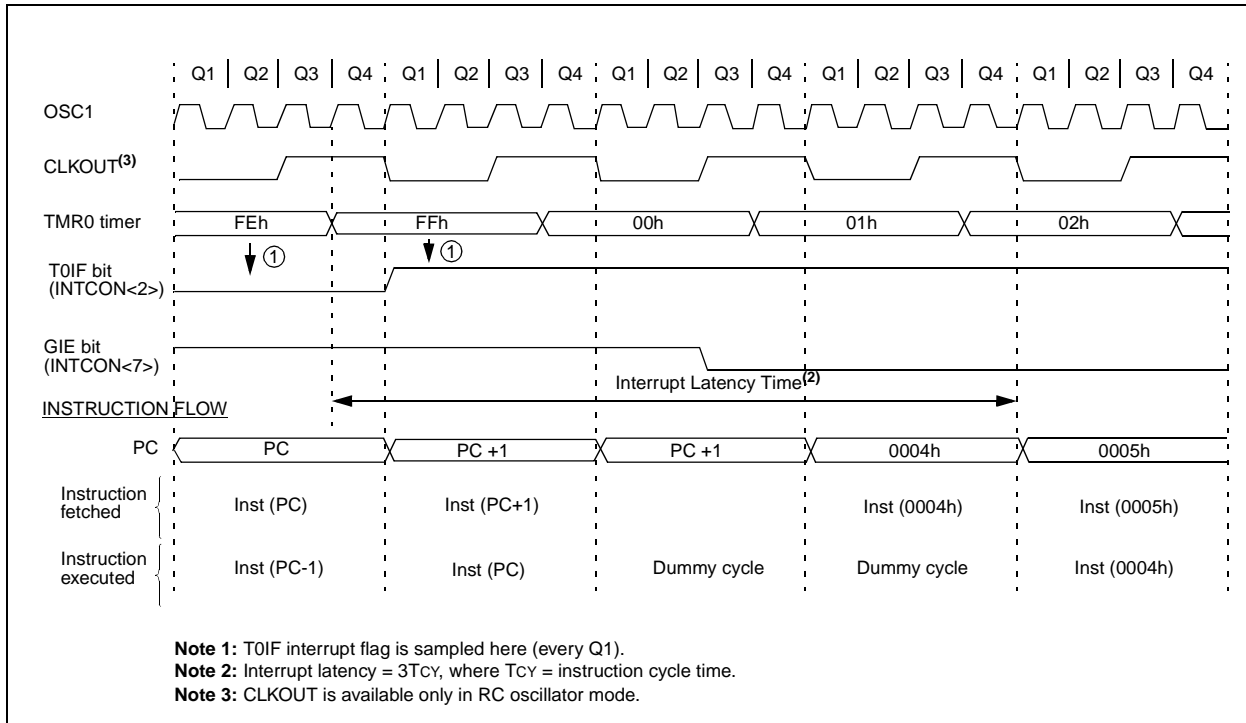 Q1 Q2 Q3 Q4 Q1 Q2 Q3 Q4 Q1 Q2 Q3 Q4 Q1 Q2 Q3 Q4 Q1 Q2 Q3 Q4
OSC1
CLKOUT(3)
TMR0 timer FEh FFh 00h 01h 02h
1 1
T0IF bit
(INTCON<2>)
GIE bit
(INTCON<7>)
Interrupt Latency Time(2)
INSTRUCTION FLOW
PC PC PC +1 PC +1 0004h 0005h
Instruction
fetched
Inst (PC) Inst (PC+1) Inst (0004h) Inst (0005h)
Instruction
executed
Inst (PC-1) Inst (PC) Dummy cycle Dummy cycle Inst (0004h)
Note 1: T0IF interrupt flag is sampled here (every Q1).
Note 2: Interrupt latency = 3TCY, where TCY = instruction cycle time.
Note 3: CLKOUT is available only in RC oscillator mode.